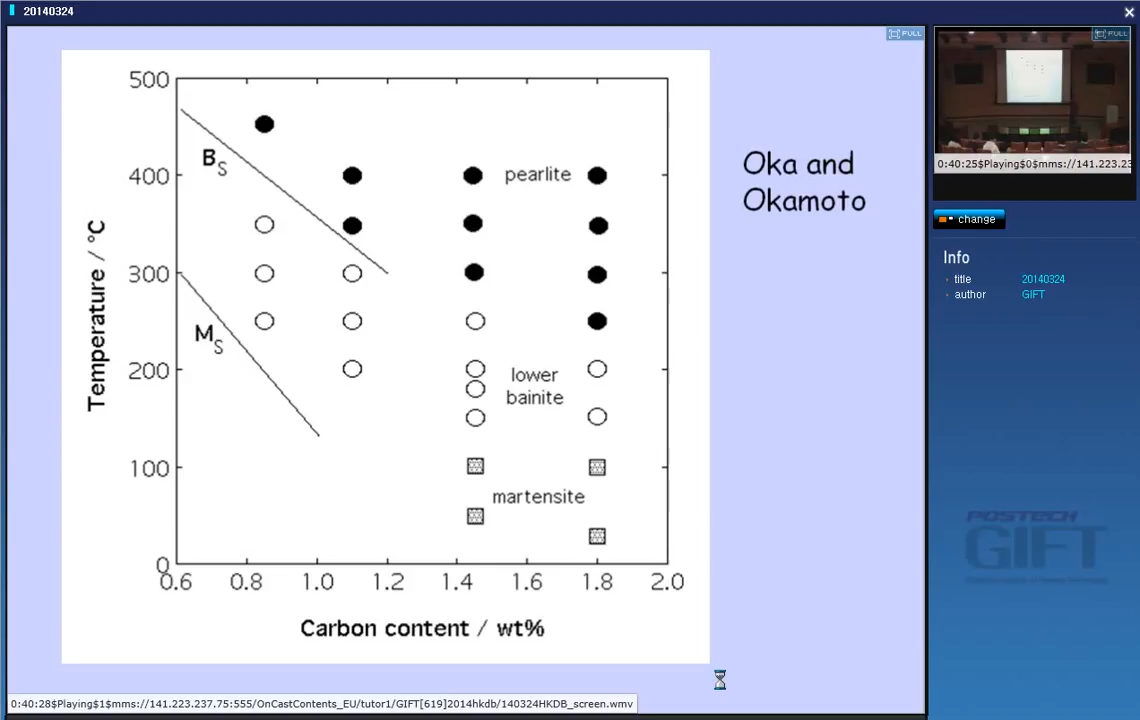 20140324
FULL
FULL
500
400
300
200
100
0
Temperature / °C
BS
MS
pearlite
lower
bainite
martensite
0.6 0.8 1.0 1.2 1.4 1.6 1.8 2.0
Carbon content / wt%
Oka and
Okamoto
0:40:25$Playing$0$mms://141.223.23
change
Info
title 20140324
author GIFT
POSTECH
GIFT
0:40:28$Playing$1$mms://141.223.237.75:555/OnCastContents_EU/tutor1/GIFT[619]2014hkdb/140324HKDB_screen.wmv